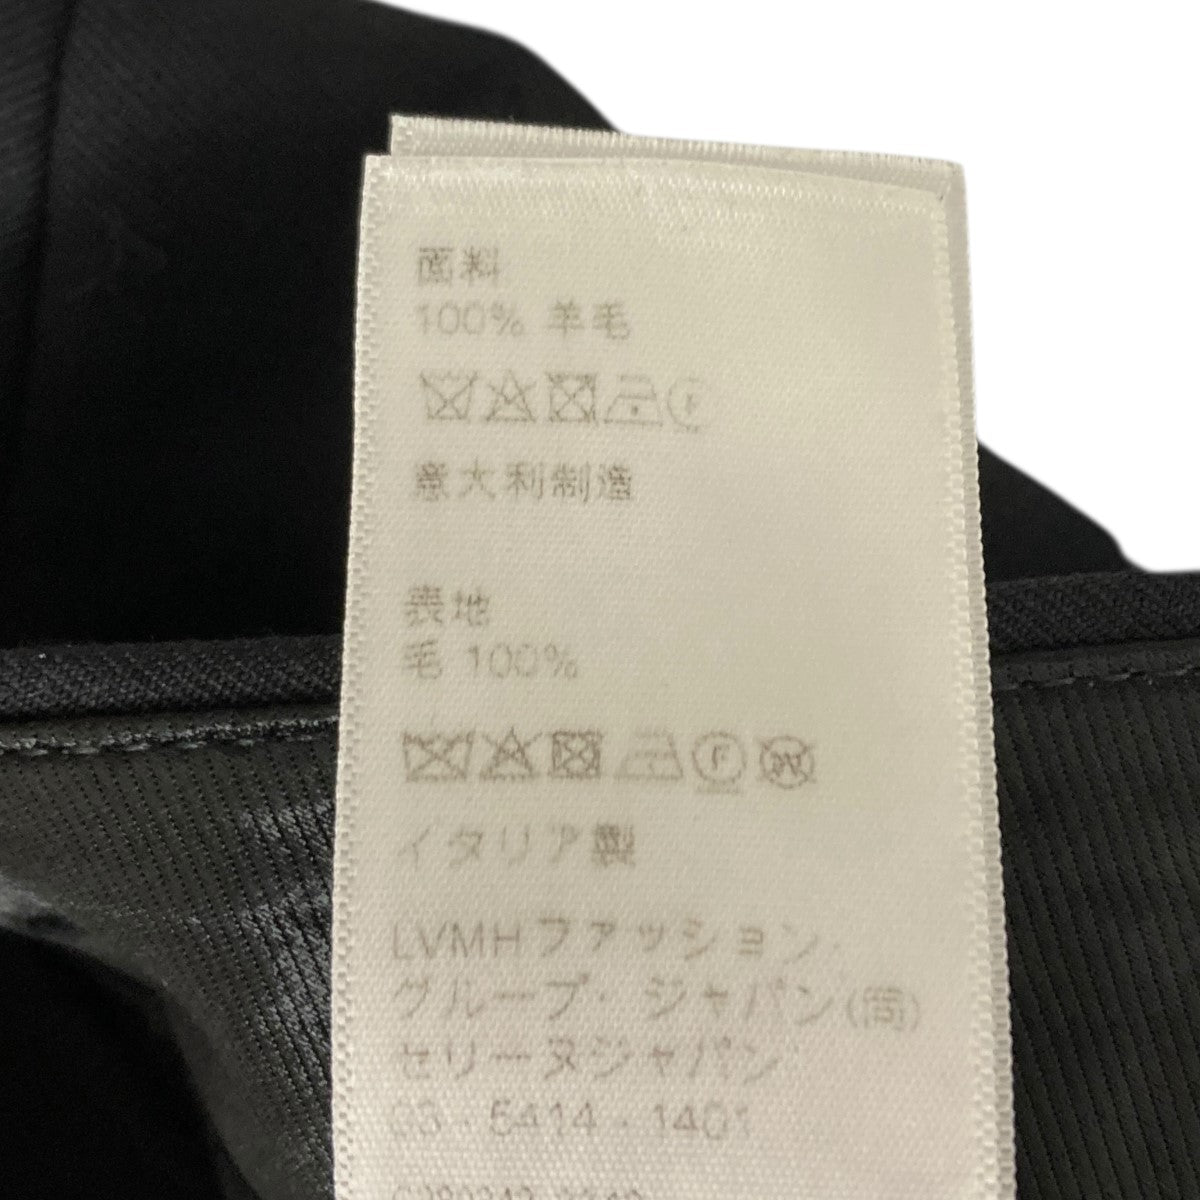 面料
100% 羊毛
意大利制造
表地
毛 100%
イタリア製
LVMHファッション・
グループ・ジャパン(同)
セリーヌジャパン
03 - 5414 - 1401